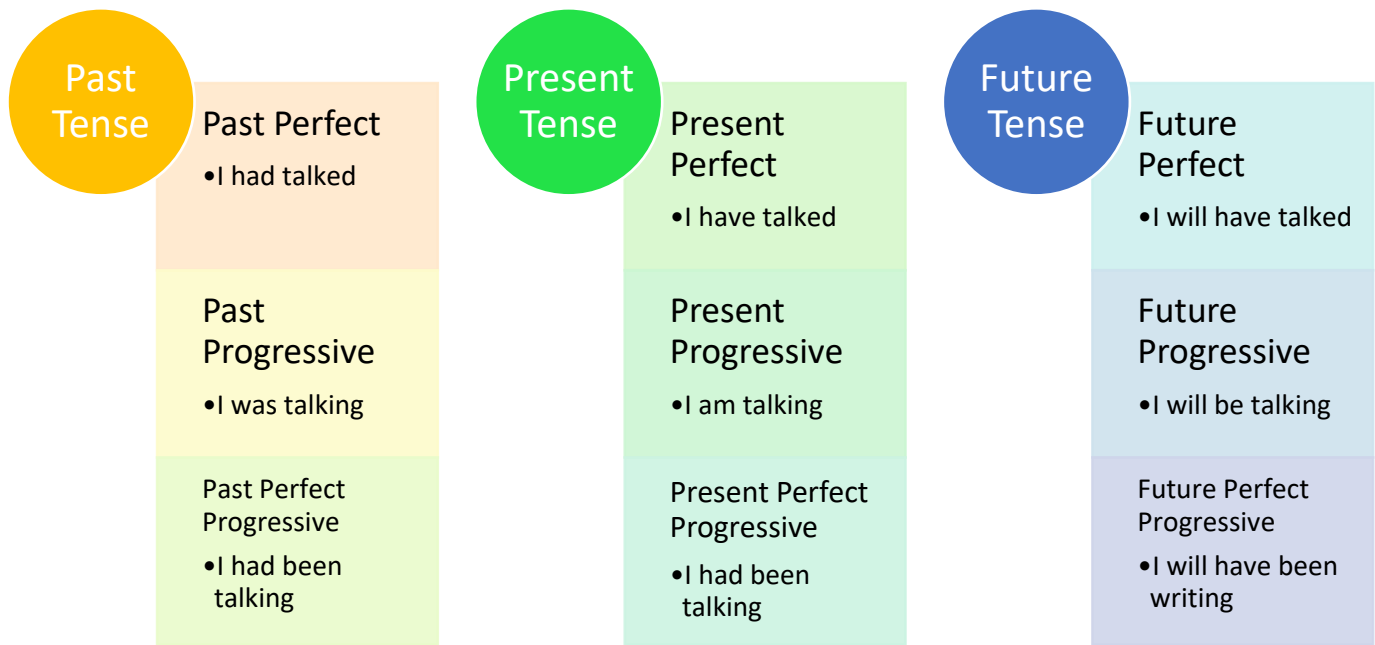 Past
Tense
Past Perfect
•I had talked
Past
Progressive
•I was talking
Past Perfect
Progressive
•I had been
talking
Present
Tense
Present
Perfect
•I have talked
Present
Progressive
•I am talking
Present Perfect
Progressive
•I had been
talking
Future
Tense
Future
Perfect
•I will have talked
Future
Progressive
•I will be talking
Future Perfect
Progressive
•I will have been
writing